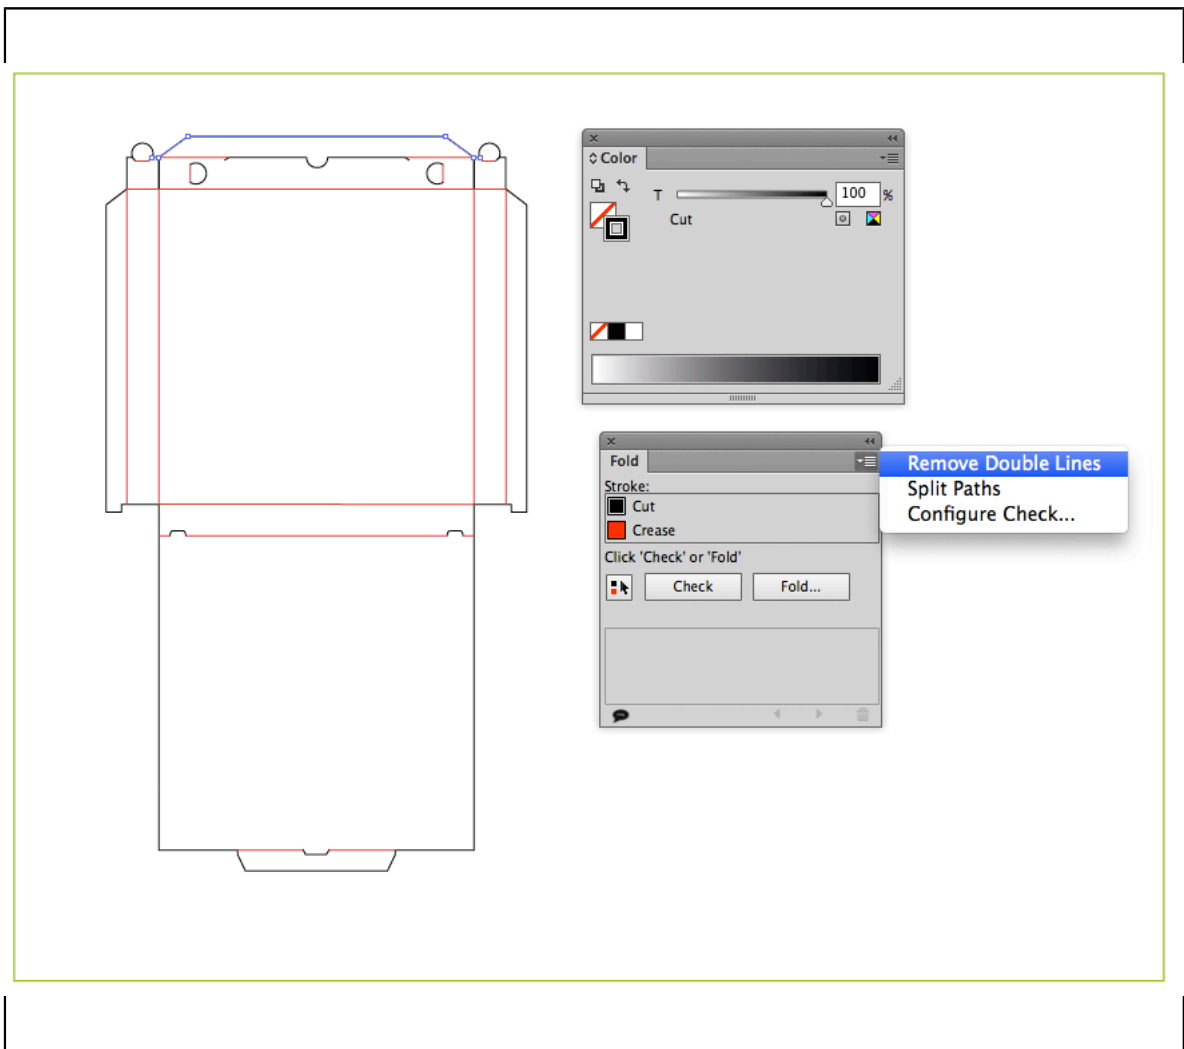 Color
T 100 %
Cut
Fold
Stroke:
Cut
Crease
Click 'Check' or 'Fold'
Check Fold...
Remove Double Lines
Split Paths
Configure Check...